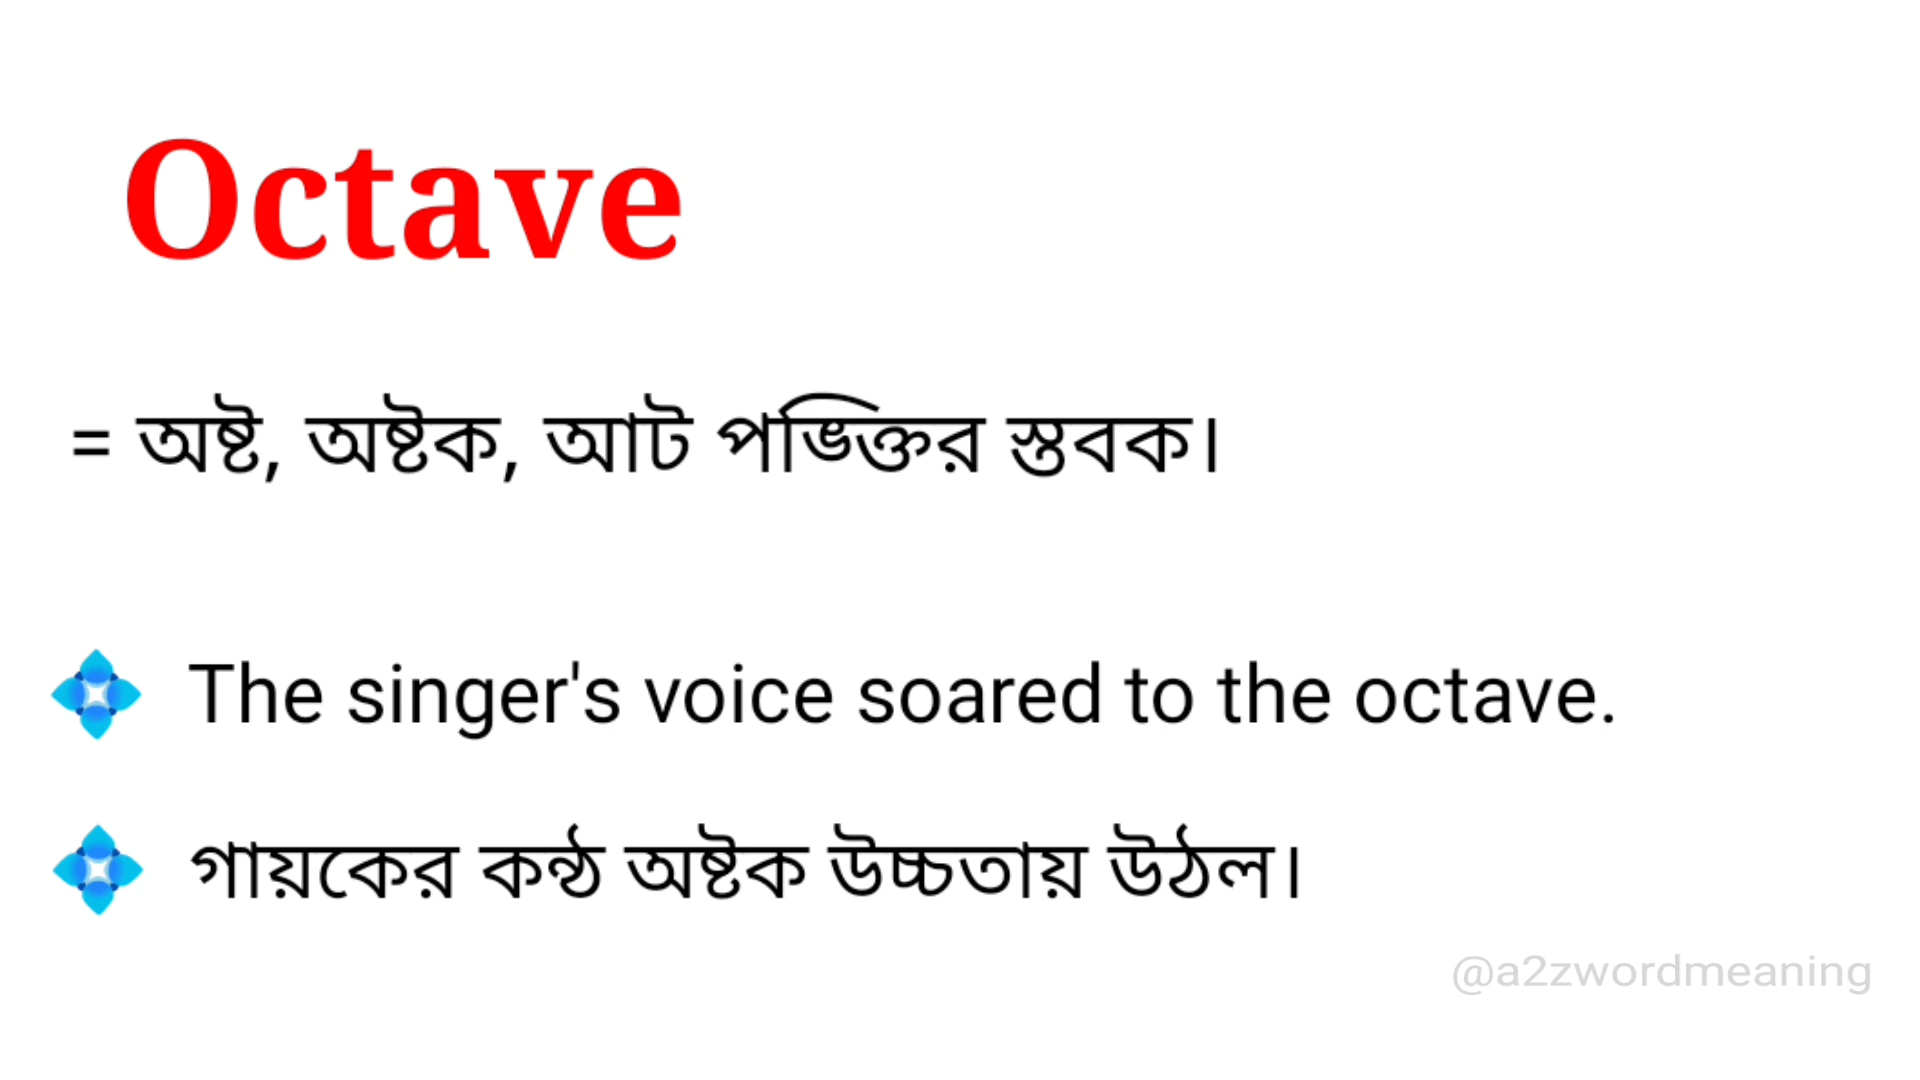 Octave
= অষ্ট, অষ্টক, আট পঙ্ক্তির স্তবক।
💠 The singer's voice soared to the octave.
💠 গায়কের কন্ঠ অষ্টক উচ্চতায় উঠল।
@a2zwordmeaning